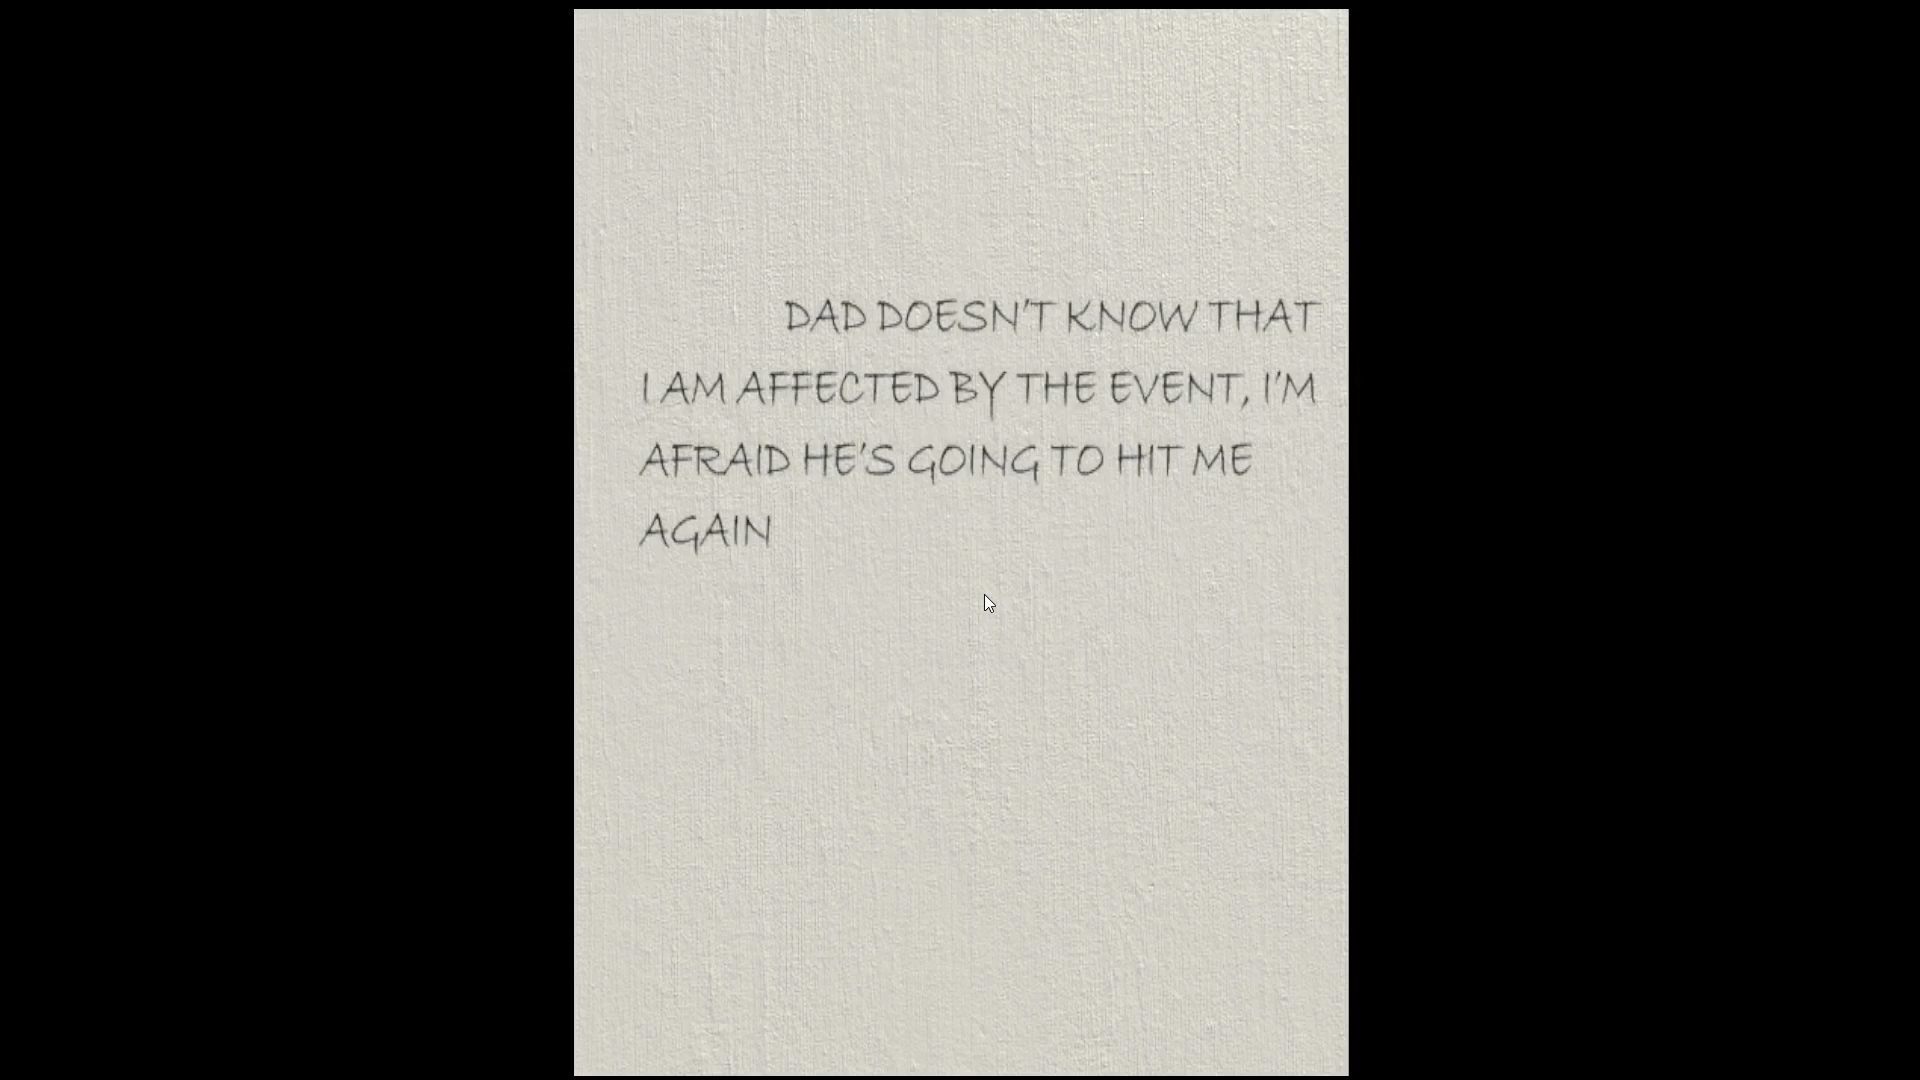 DAD DOESN'T KNOW THAT
I AM AFFECTED BY THE EVENT, I'M
AFRAID HE'S GOING TO HIT ME
AGAIN